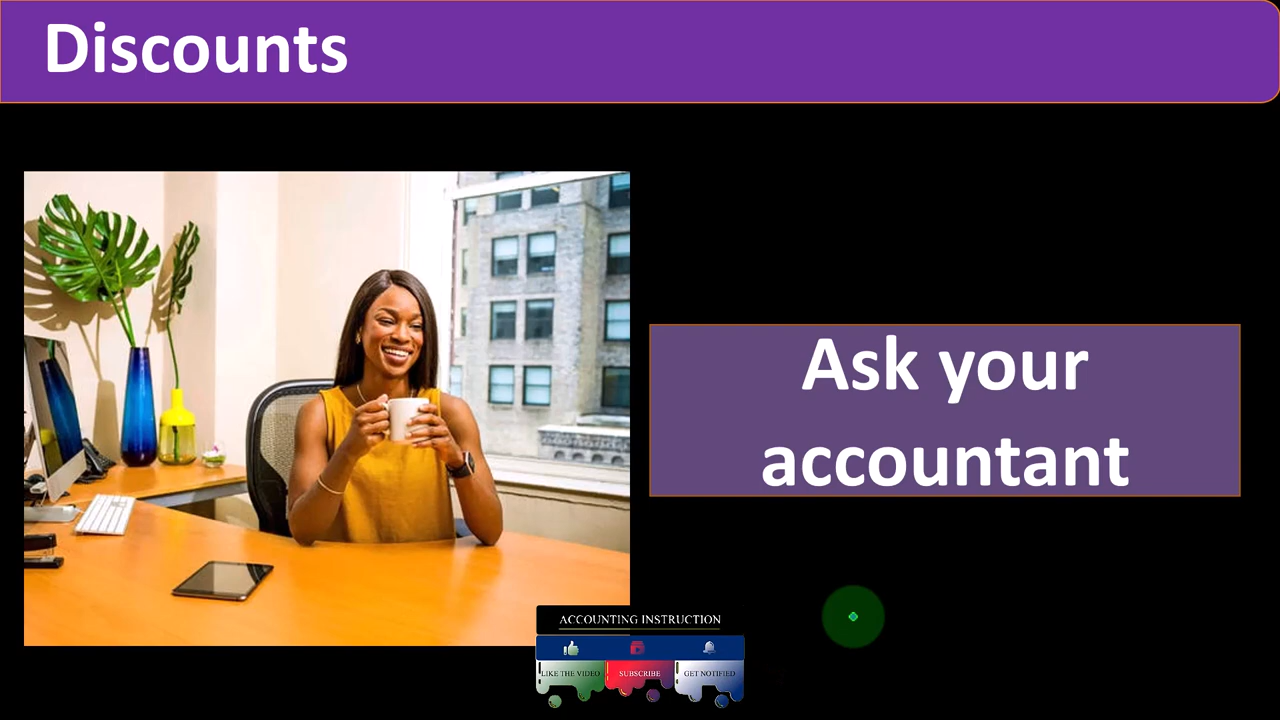 Discounts
Ask your
accountant
ACCOUNTING INSTRUCTION
LIKE THE VIDEO
SUBSCRIBE
GET NOTIFIED